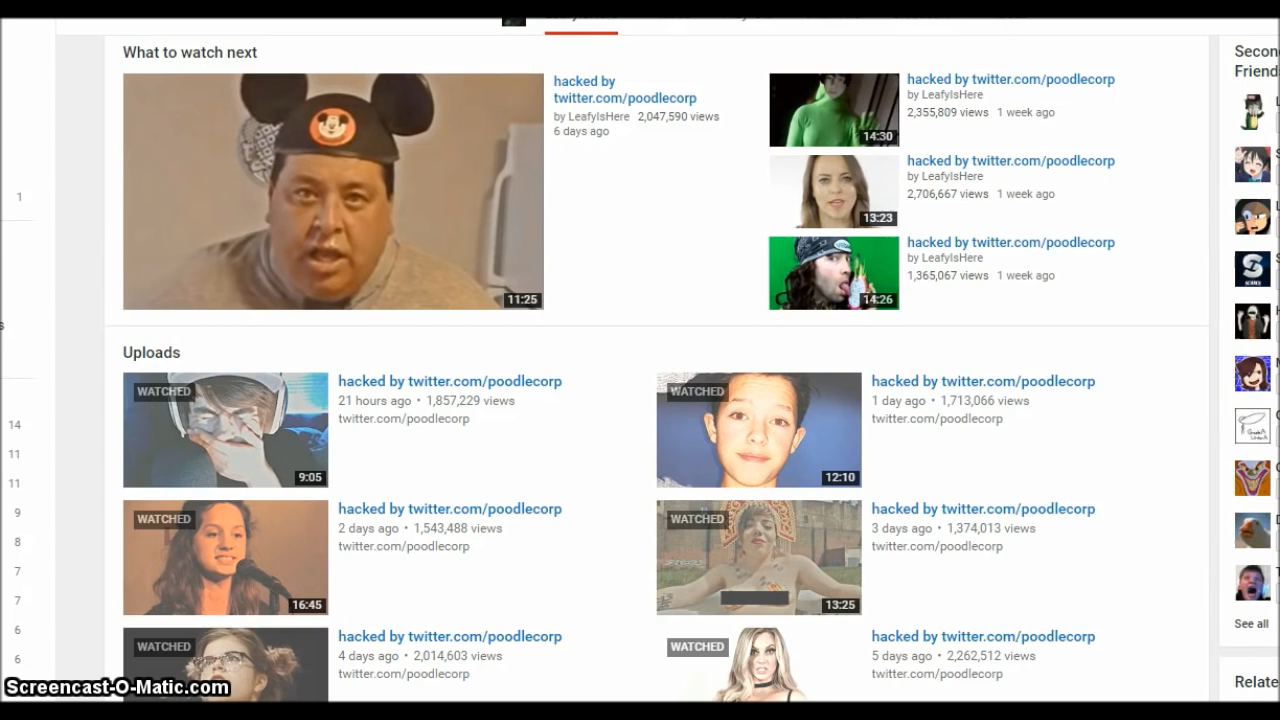 What to watch next
hacked by
twitter.com/poodlecorp
by LeafyIsHere 2,047,590 views
6 days ago
11:25
hacked by twitter.com/poodlecorp
by LeafyIsHere
2,355,809 views 1 week ago
14:30
hacked by twitter.com/poodlecorp
by LeafyIsHere
2,706,667 views 1 week ago
13:23
hacked by twitter.com/poodlecorp
by LeafyIsHere
1,365,067 views 1 week ago
14:26
Uploads
WATCHED
9:05
hacked by twitter.com/poodlecorp
21 hours ago • 1,857,229 views
twitter.com/poodlecorp
WATCHED
12:10
hacked by twitter.com/poodlecorp
1 day ago • 1,713,066 views
twitter.com/poodlecorp
WATCHED
16:45
hacked by twitter.com/poodlecorp
2 days ago • 1,543,488 views
twitter.com/poodlecorp
WATCHED
13:25
hacked by twitter.com/poodlecorp
3 days ago • 1,374,013 views
twitter.com/poodlecorp
WATCHED
hacked by twitter.com/poodlecorp
4 days ago • 2,014,603 views
twitter.com/poodlecorp
WATCHED
hacked by twitter.com/poodlecorp
5 days ago • 2,262,512 views
twitter.com/poodlecorp
1
14
11
11
9
8
7
7
6
6
Secon
Friend
See all
Relate
Screencast-O-Matic.com